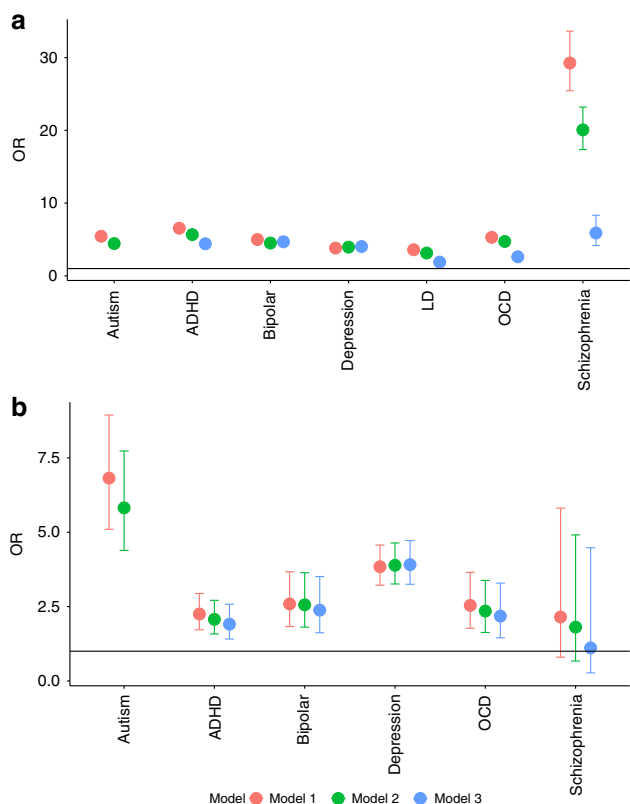 a
30
20
10
0
OR
Autism
ADHD
Bipolar
Depression
LD
OCD
Schizophrenia
b
7.5
5.0
2.5
0.0
OR
Autism
ADHD
Bipolar
Depression
OCD
Schizophrenia
Model Model 1 Model 2 Model 3